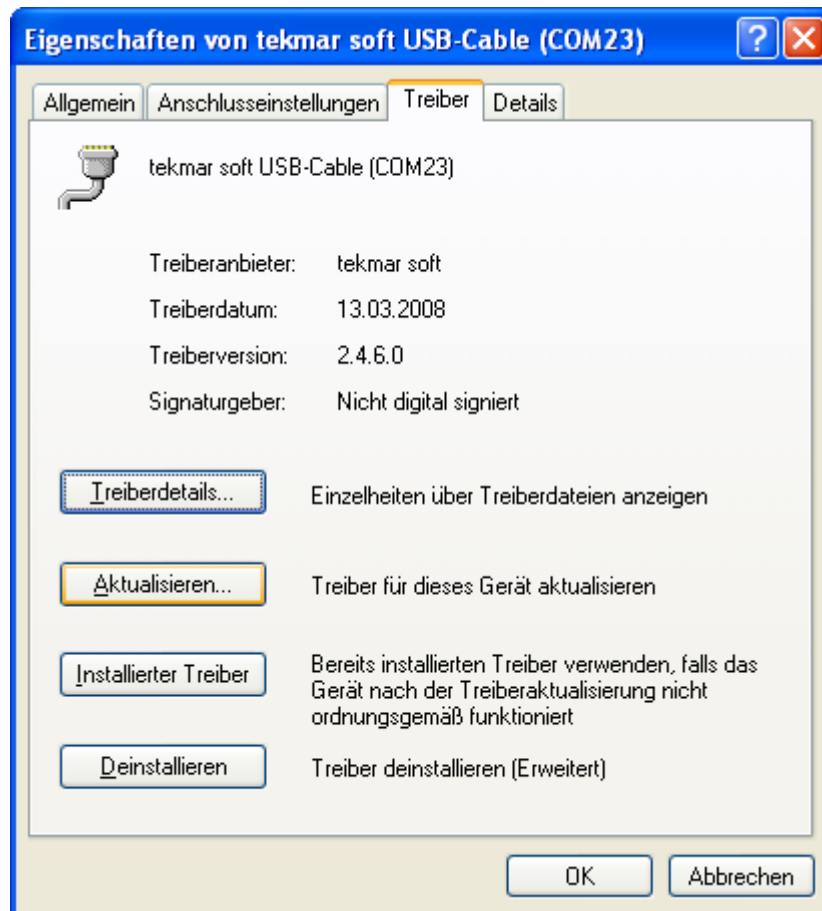 Eigenschaften von tekmar soft USB-Cable (COM23)
Allgemein Anschlusseinstellungen Treiber Details
tekmar soft USB-Cable (COM23)
Treiberanbieter: tekmar soft
Treiberdatum: 13.03.2008
Treiberversion: 2.4.6.0
Signaturgeber: Nicht digital signiert
Treiberdetails... Einzelheiten über Treiberdateien anzeigen
Aktualisieren... Treiber für dieses Gerät aktualisieren
Installierter Treiber Bereits installierten Treiber verwenden, falls das
Gerät nach der Treiberaktualisierung nicht
ordnungsgemäß funktioniert
Deinstallieren Treiber deinstallieren (Erweitert)
OK Abbrechen